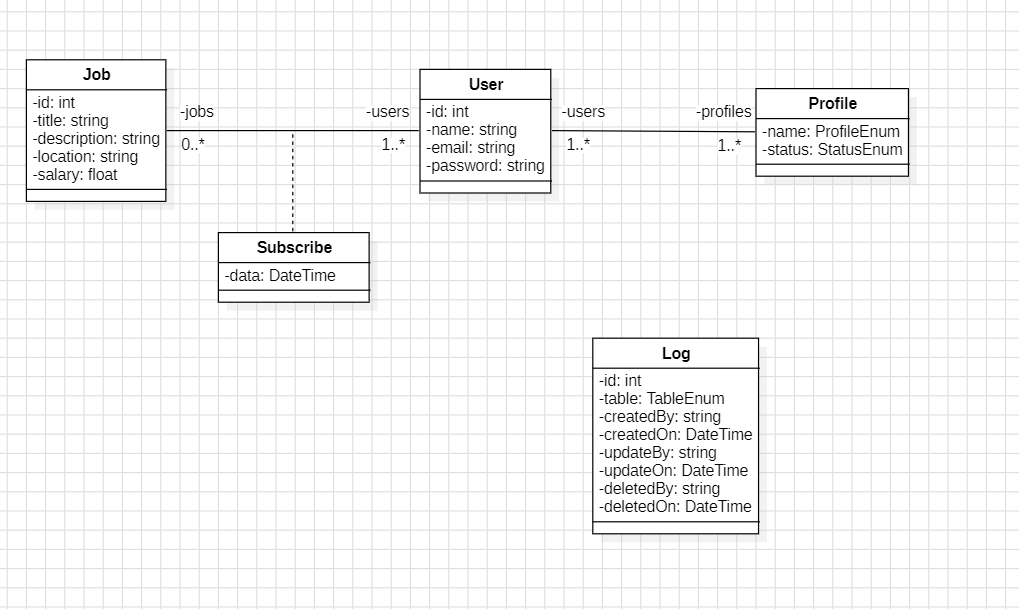 Job
-id: int
-title: string
-description: string
-location: string
-salary: float
-jobs
0..*
-users
1..*
User
-id: int
-name: string
-email: string
-password: string
-users
1..*
-profiles
1..*
Profile
-name: ProfileEnum
-status: StatusEnum
Subscribe
-data: DateTime
Log
-id: int
-table: TableEnum
-createdBy: string
-createdOn: DateTime
-updateBy: string
-updateOn: DateTime
-deletedBy: string
-deletedOn: DateTime